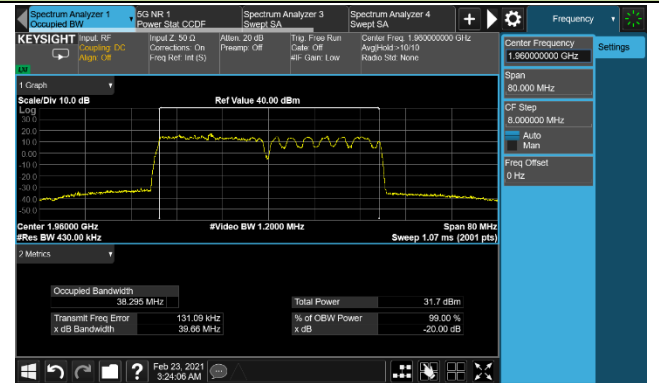 Spectrum Analyzer 1
Occupied BW
5G NR 1
Power Stat CCDF
Spectrum Analyzer 3
Swept SA
Spectrum Analyzer 4
Swept SA
Frequency
KEYSIGHT
Input: RF
Coupling: DC
Align: Off
Input Z: 50 Ω
Corrections: On
Freq Ref: Int (S)
Atten: 20 dB
Preamp: Off
Trig: Free Run
Gate: Off
#IF Gain: Low
Center Freq: 1.960000000 GHz
Avg|Hold:>10/10
Radio Std: None
1 Graph
Scale/Div 10.0 dB
Ref Value 40.00 dBm
Log
30.0
20.0
10.0
0.00
-10.0
-20.0
-30.0
-40.0
-50.0
Center 1.96000 GHz
#Res BW 430.00 kHz
#Video BW 1.2000 MHz
Span 80 MHz
Sweep 1.07 ms (2001 pts)
2 Metrics
Occupied Bandwidth
38.295 MHz
Transmit Freq Error 131.09 kHz
x dB Bandwidth 39.66 MHz
Total Power 31.7 dBm
% of OBW Power 99.00 %
x dB -20.00 dB
Center Frequency
1.960000000 GHz
Settings
Span
80.000 MHz
CF Step
8.000000 MHz
Auto
Man
Freq Offset
0 Hz
?
Feb 23, 2021
3:24:06 AM